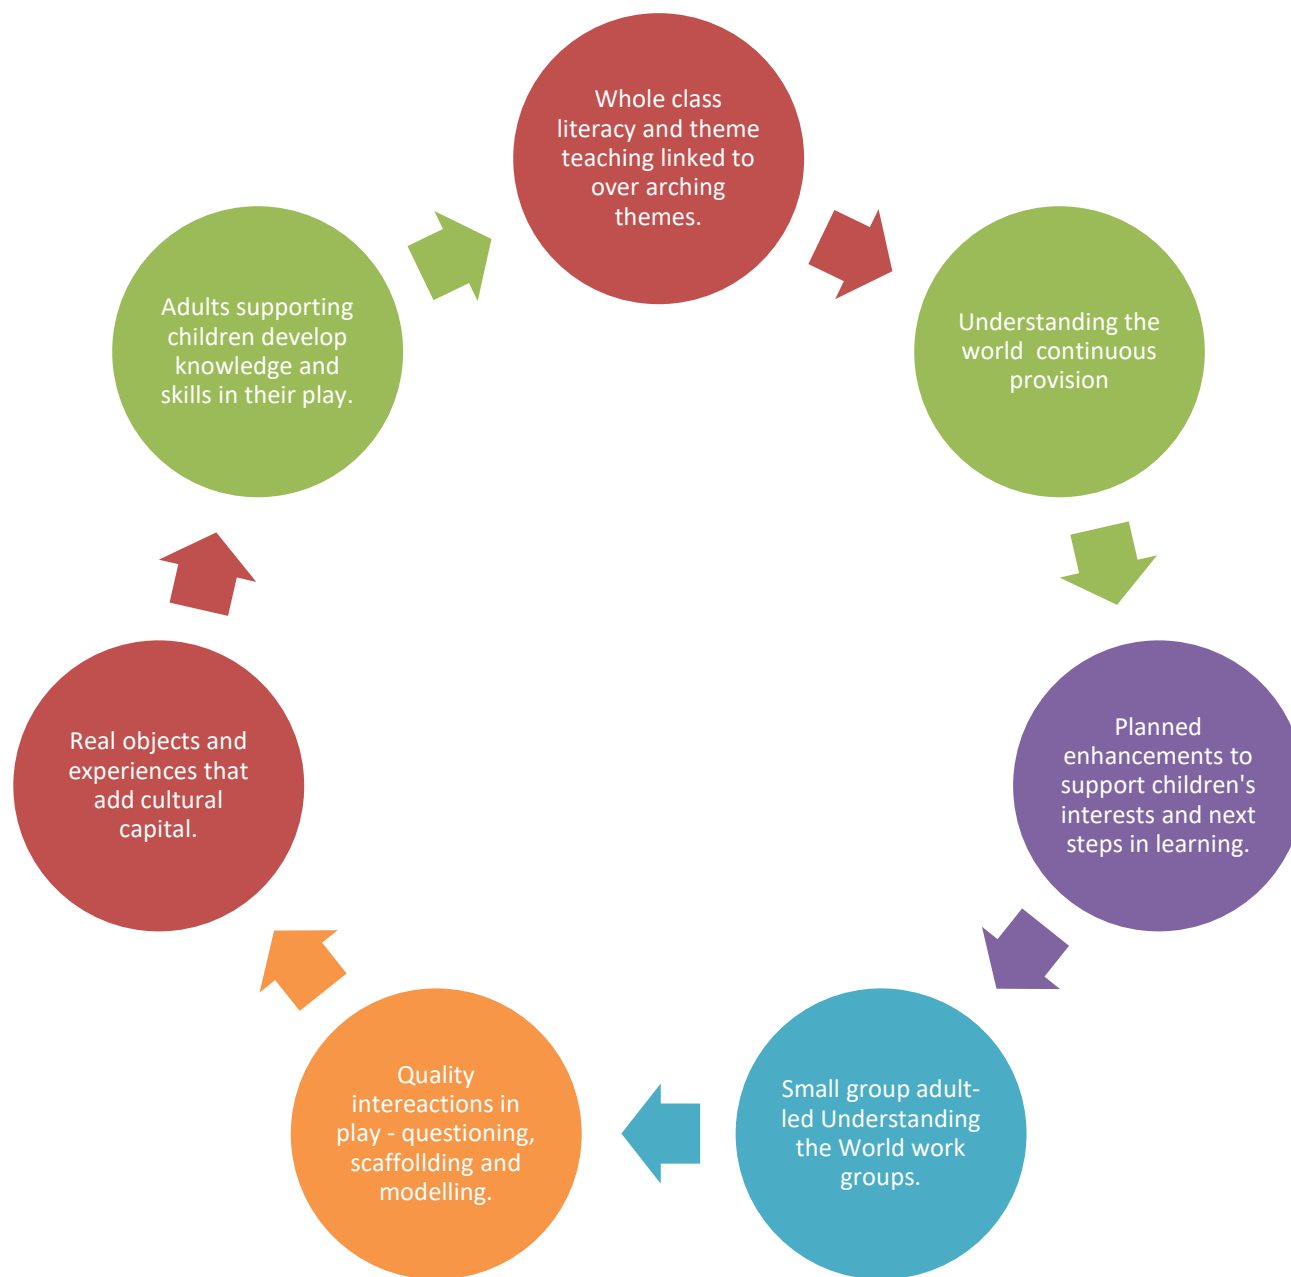 Whole class
literacy and theme
teaching linked to
over arching
themes.
Understanding the
world  continuous
provision
Planned
enhancements to
support children's
interests and next
steps in learning.
Small group adult-
led Understanding
the World work
groups.
Quality
intereactions in
play - questioning,
scaffollding and
modelling.
Real objects and
experiences that
add cultural
capital.
Adults supporting
children develop
knowledge and
skills in their play.